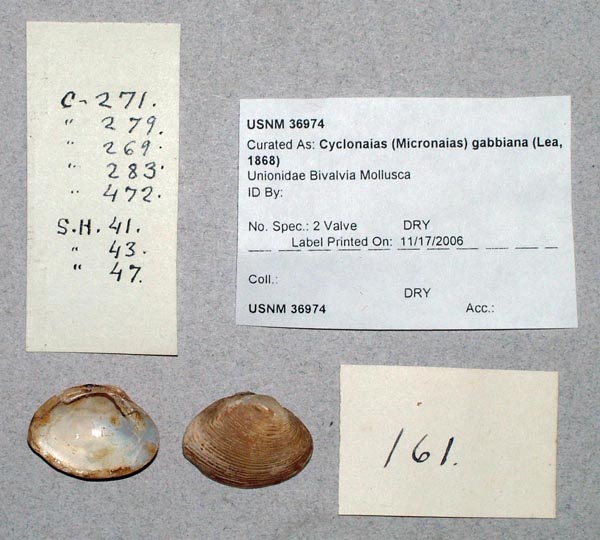 C-271.
" 279.
" 269.
" 283.
" 472.
S.H. 41.
" 43.
" 47.
USNM 36974
Curated As: Cyclonaias (Micronaias) gabbiana (Lea,
1868)
Unionidae Bivalvia Mollusca
ID By:
No. Spec.: 2 Valve DRY
Label Printed On: 11/17/2006
Coll.:
DRY
USNM 36974 Acc.:
161.